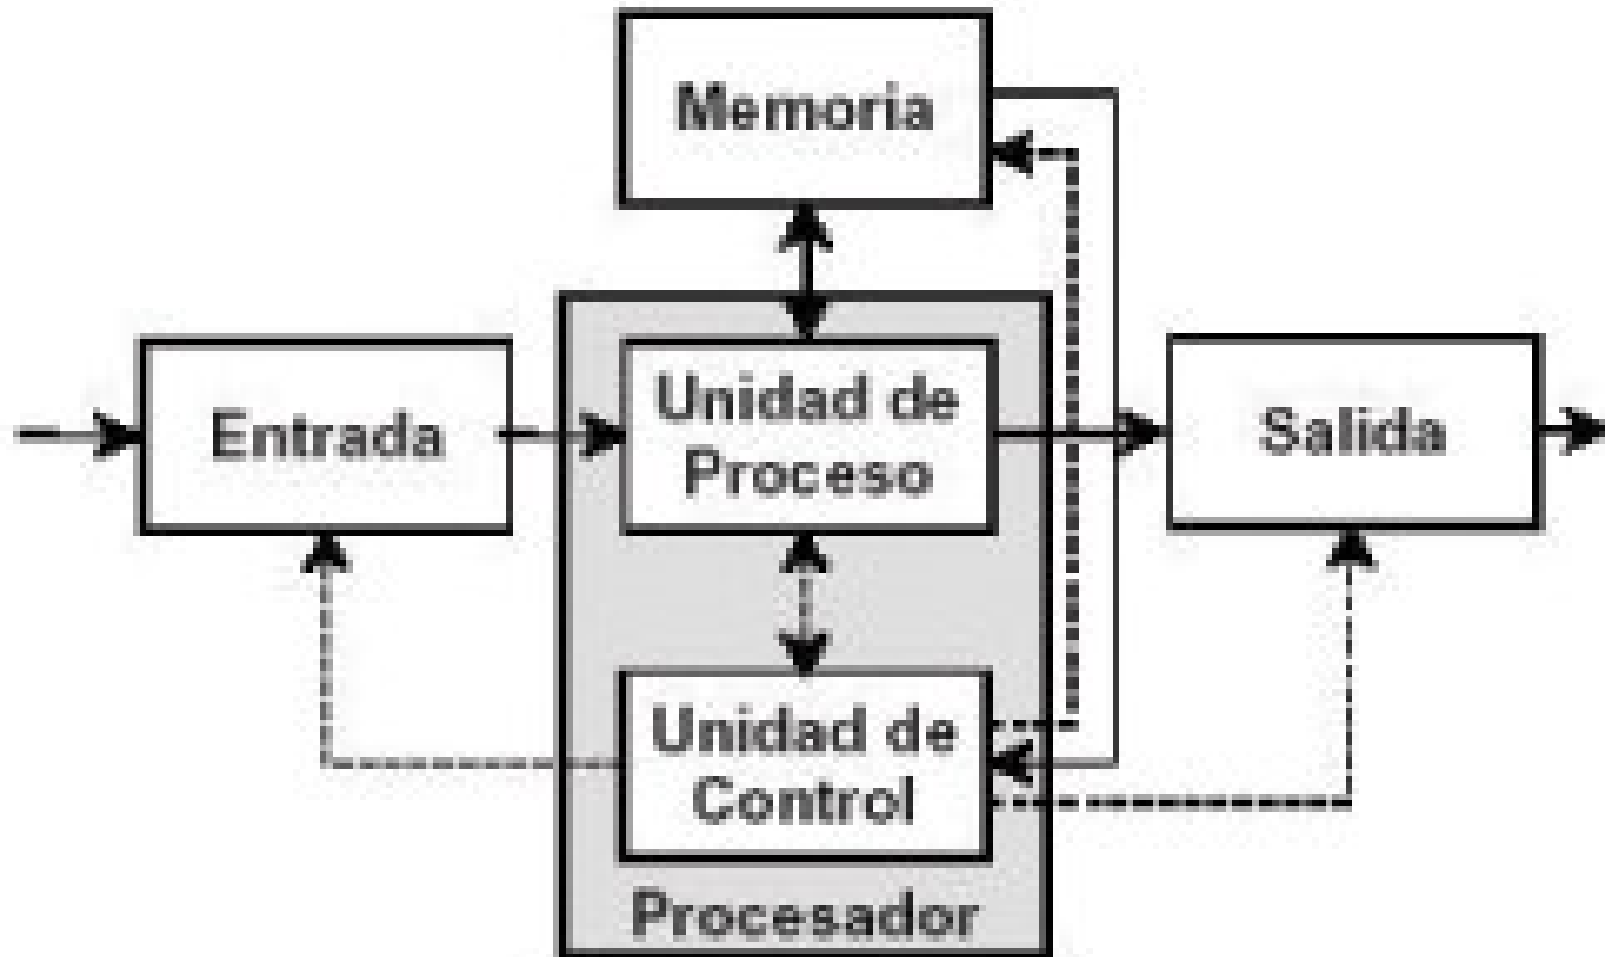 Memoria
Entrada
Unidad de
Proceso
Salida
Unidad de
Control
Procesador